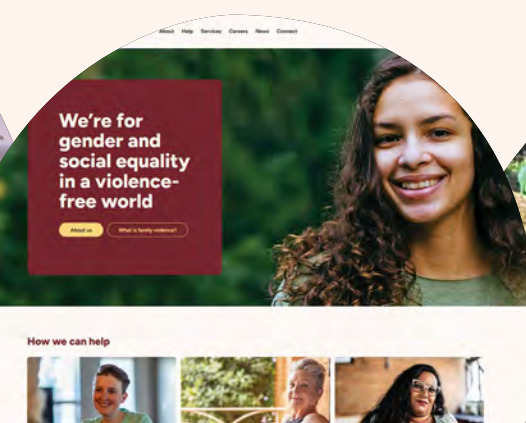 About Help Services Careers News Connect
We're for
gender and
social equality
in a violence-
free world
About us What is family violence?
How we can help